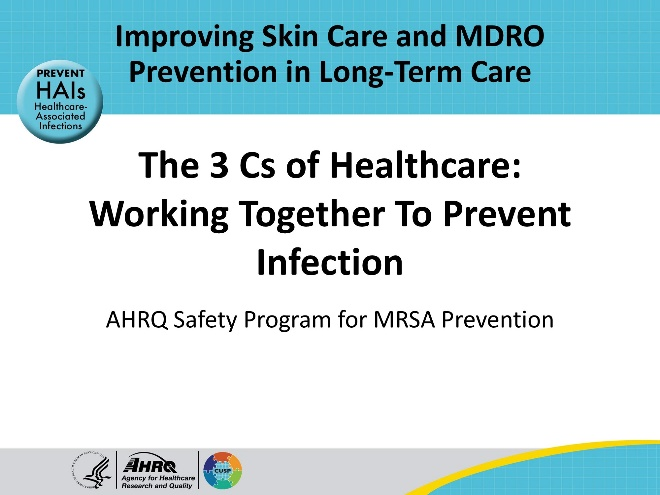 Improving Skin Care and MDRO
Prevention in Long-Term Care
PREVENT
HAIs
Healthcare-
Associated
Infections
The 3 Cs of Healthcare:
Working Together To Prevent
Infection
AHRQ Safety Program for MRSA Prevention
AHRQ
Agency for Healthcare
Research and Quality
CUSP